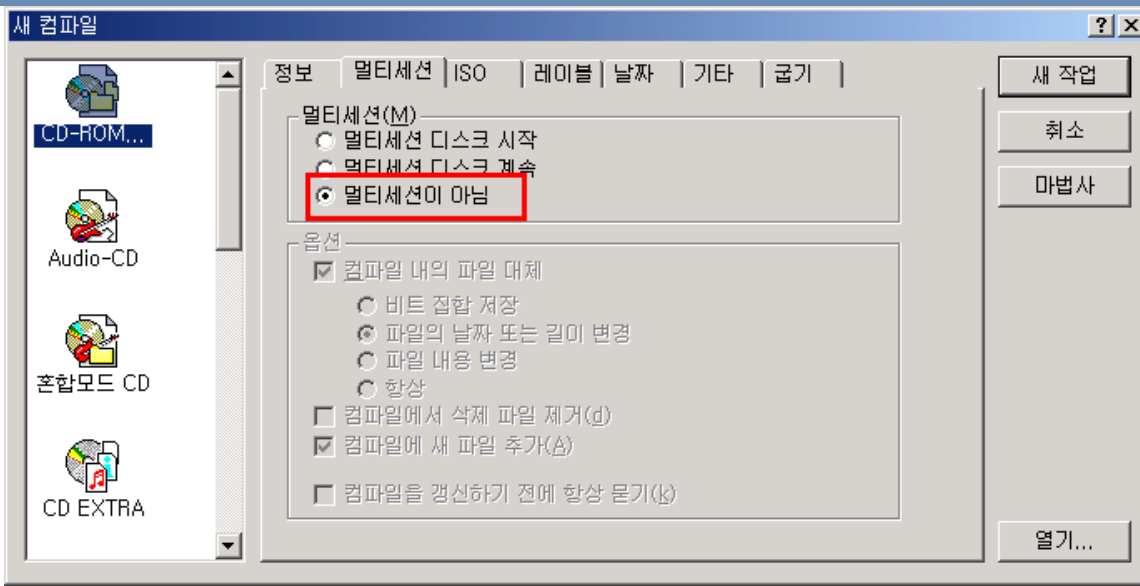 새 컴파일
CD-ROM...
Audio-CD
혼합모드 CD
CD EXTRA
정보 멀티세션 ISO 레이블 날짜 기타 굽기
멀티세션(M)
멀티세션 디스크 시작
멀티세션 디스크 계속
멀티세션이 아님
옵션
컴파일 내의 파일 대체
비트 집합 저장
파일의 날짜 또는 길이 변경
파일 내용 변경
항상
컴파일에서 삭제 파일 제거(d)
컴파일에 새 파일 추가(A)
컴파일을 갱신하기 전에 항상 묻기(k)
새 작업
취소
마법사
열기...